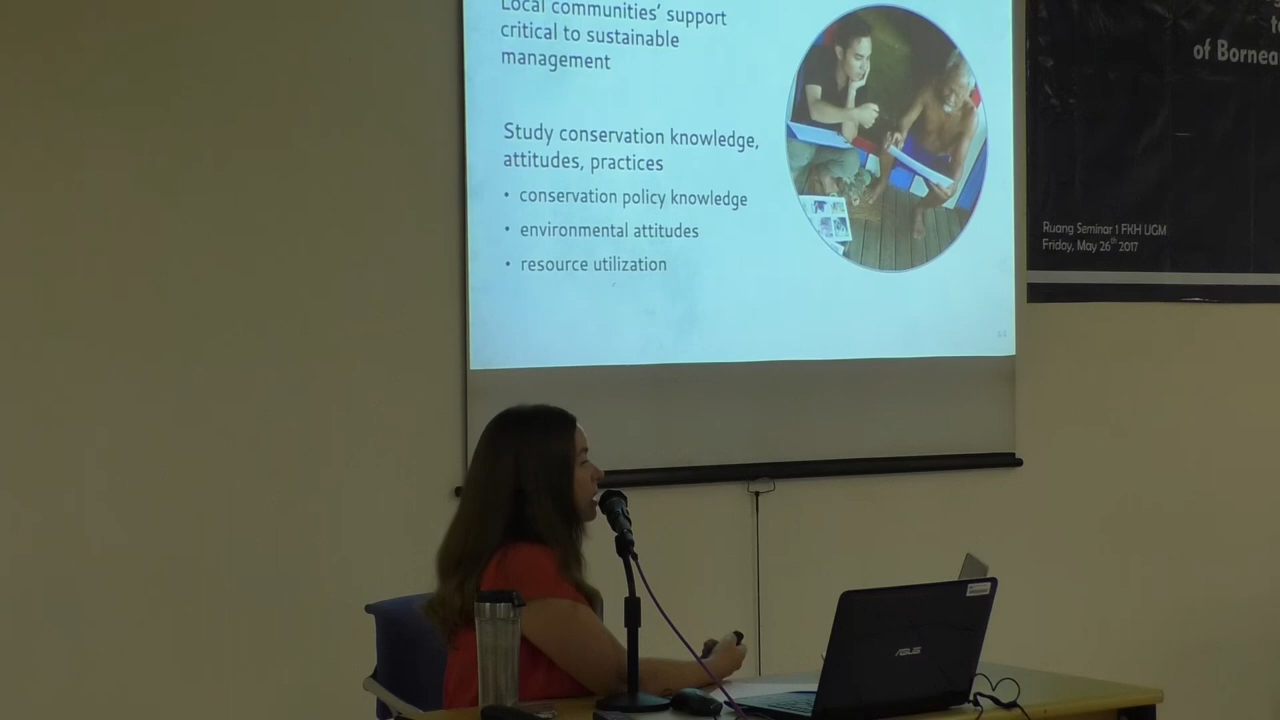 Local communities' support
critical to sustainable
management
Study conservation knowledge,
attitudes, practices
• conservation policy knowledge
• environmental attitudes
• resource utilization
of Bornea
Ruang Seminar 1 FKH UGM
Friday, May 26th 2017
ASUS